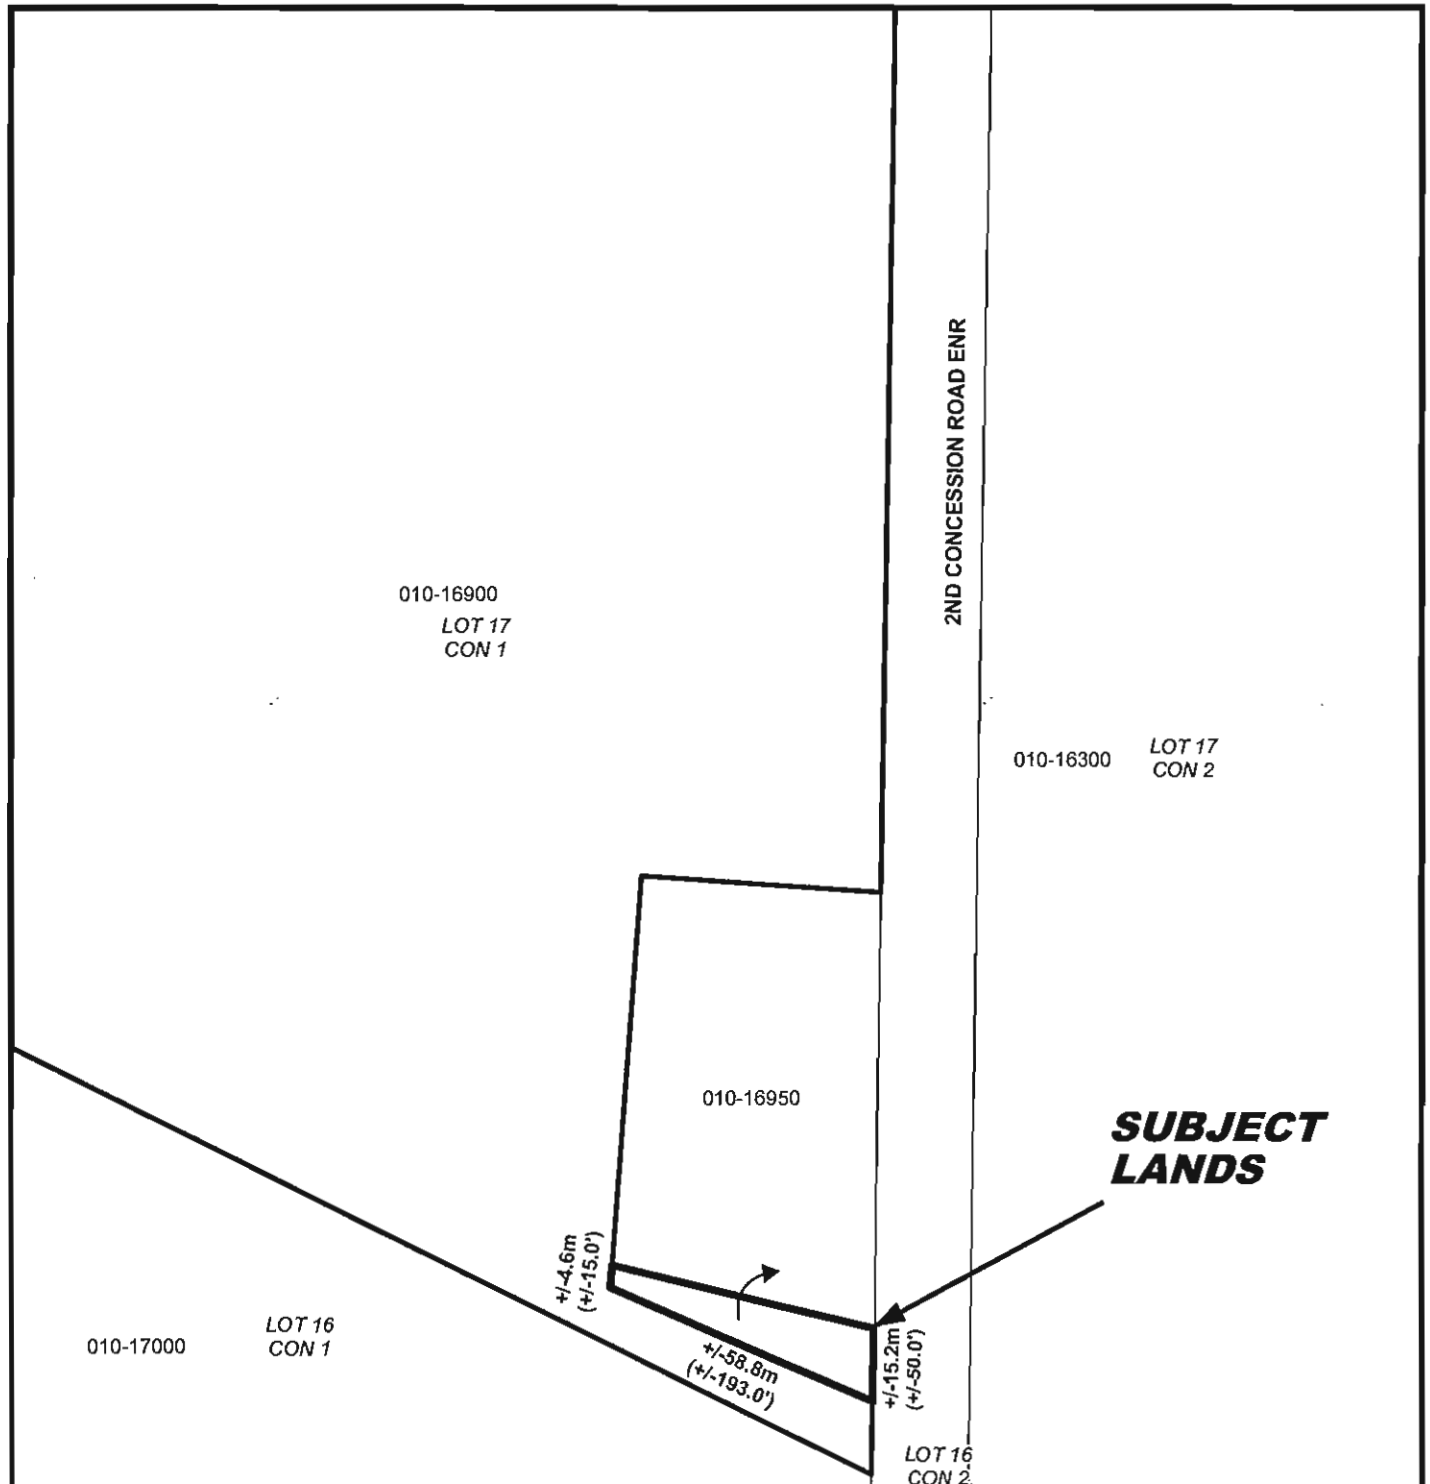 2ND CONCESSION ROAD ENR
010-16900
LOT 17
CON 1
010-16300
LOT 17
CON 2
010-16950
SUBJECT
LANDS
+/-4.6m
(+/-15.0')
010-17000
LOT 16
CON 1
+/-58.8m
(+/-193.0')
+/-15.2m
(+/-50.0')
LOT 16
CON 2